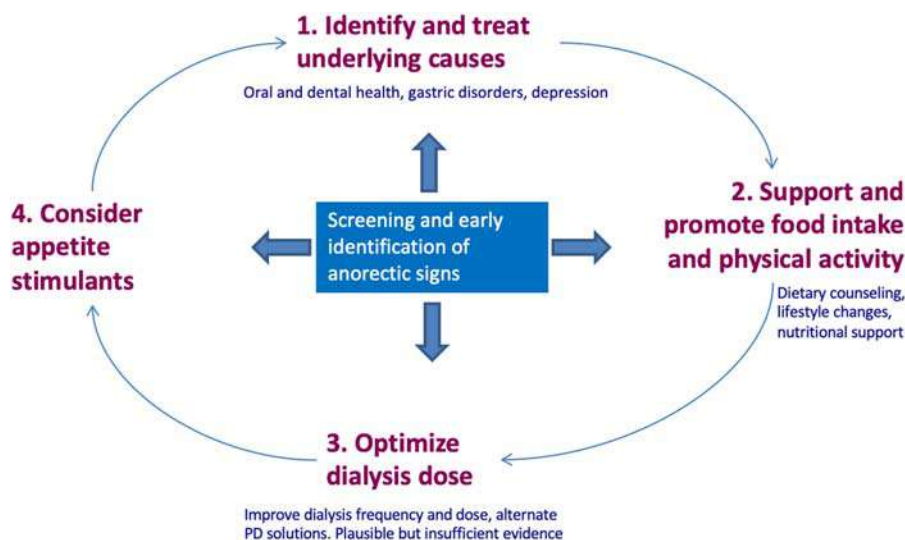 1. Identify and treat
underlying causes
Oral and dental health, gastric disorders, depression
2. Support and
promote food intake
and physical activity
Dietary counseling,
lifestyle changes,
nutritional support
3. Optimize
dialysis dose
Improve dialysis frequency and dose, alternate
PD solutions. Plausible but insufficient evidence
4. Consider
appetite
stimulants
Screening and early
identification of
anorectic signs